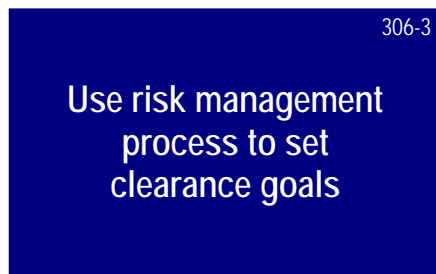 306-3
Use risk management
process to set
clearance goals